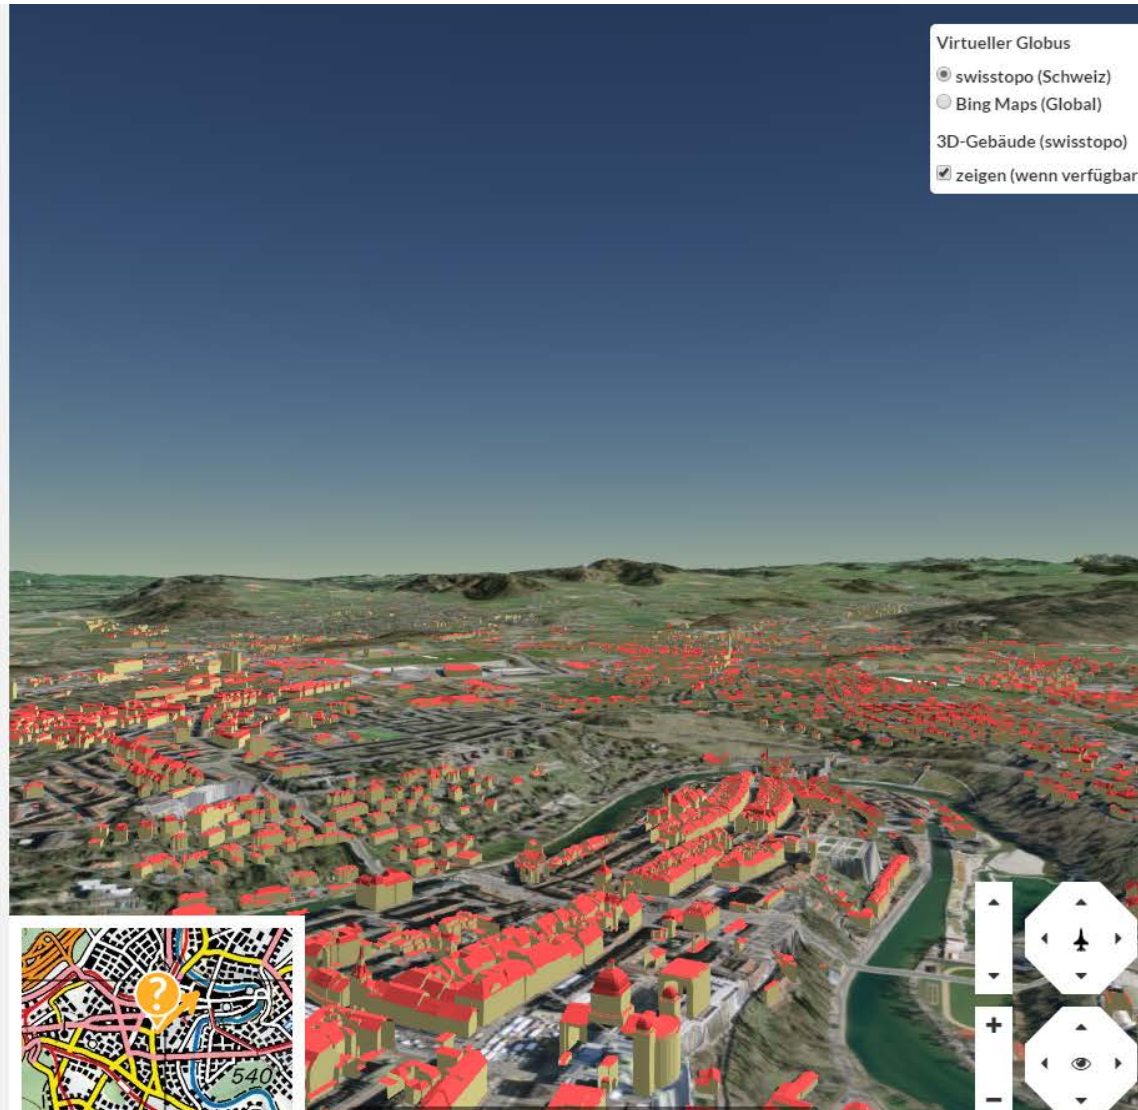 Virtueller Globus
swisstopo (Schweiz)
Bing Maps (Global)
3D-Gebäude (swisstopo)
zeigen (wenn verfügbar
?
540
+
−